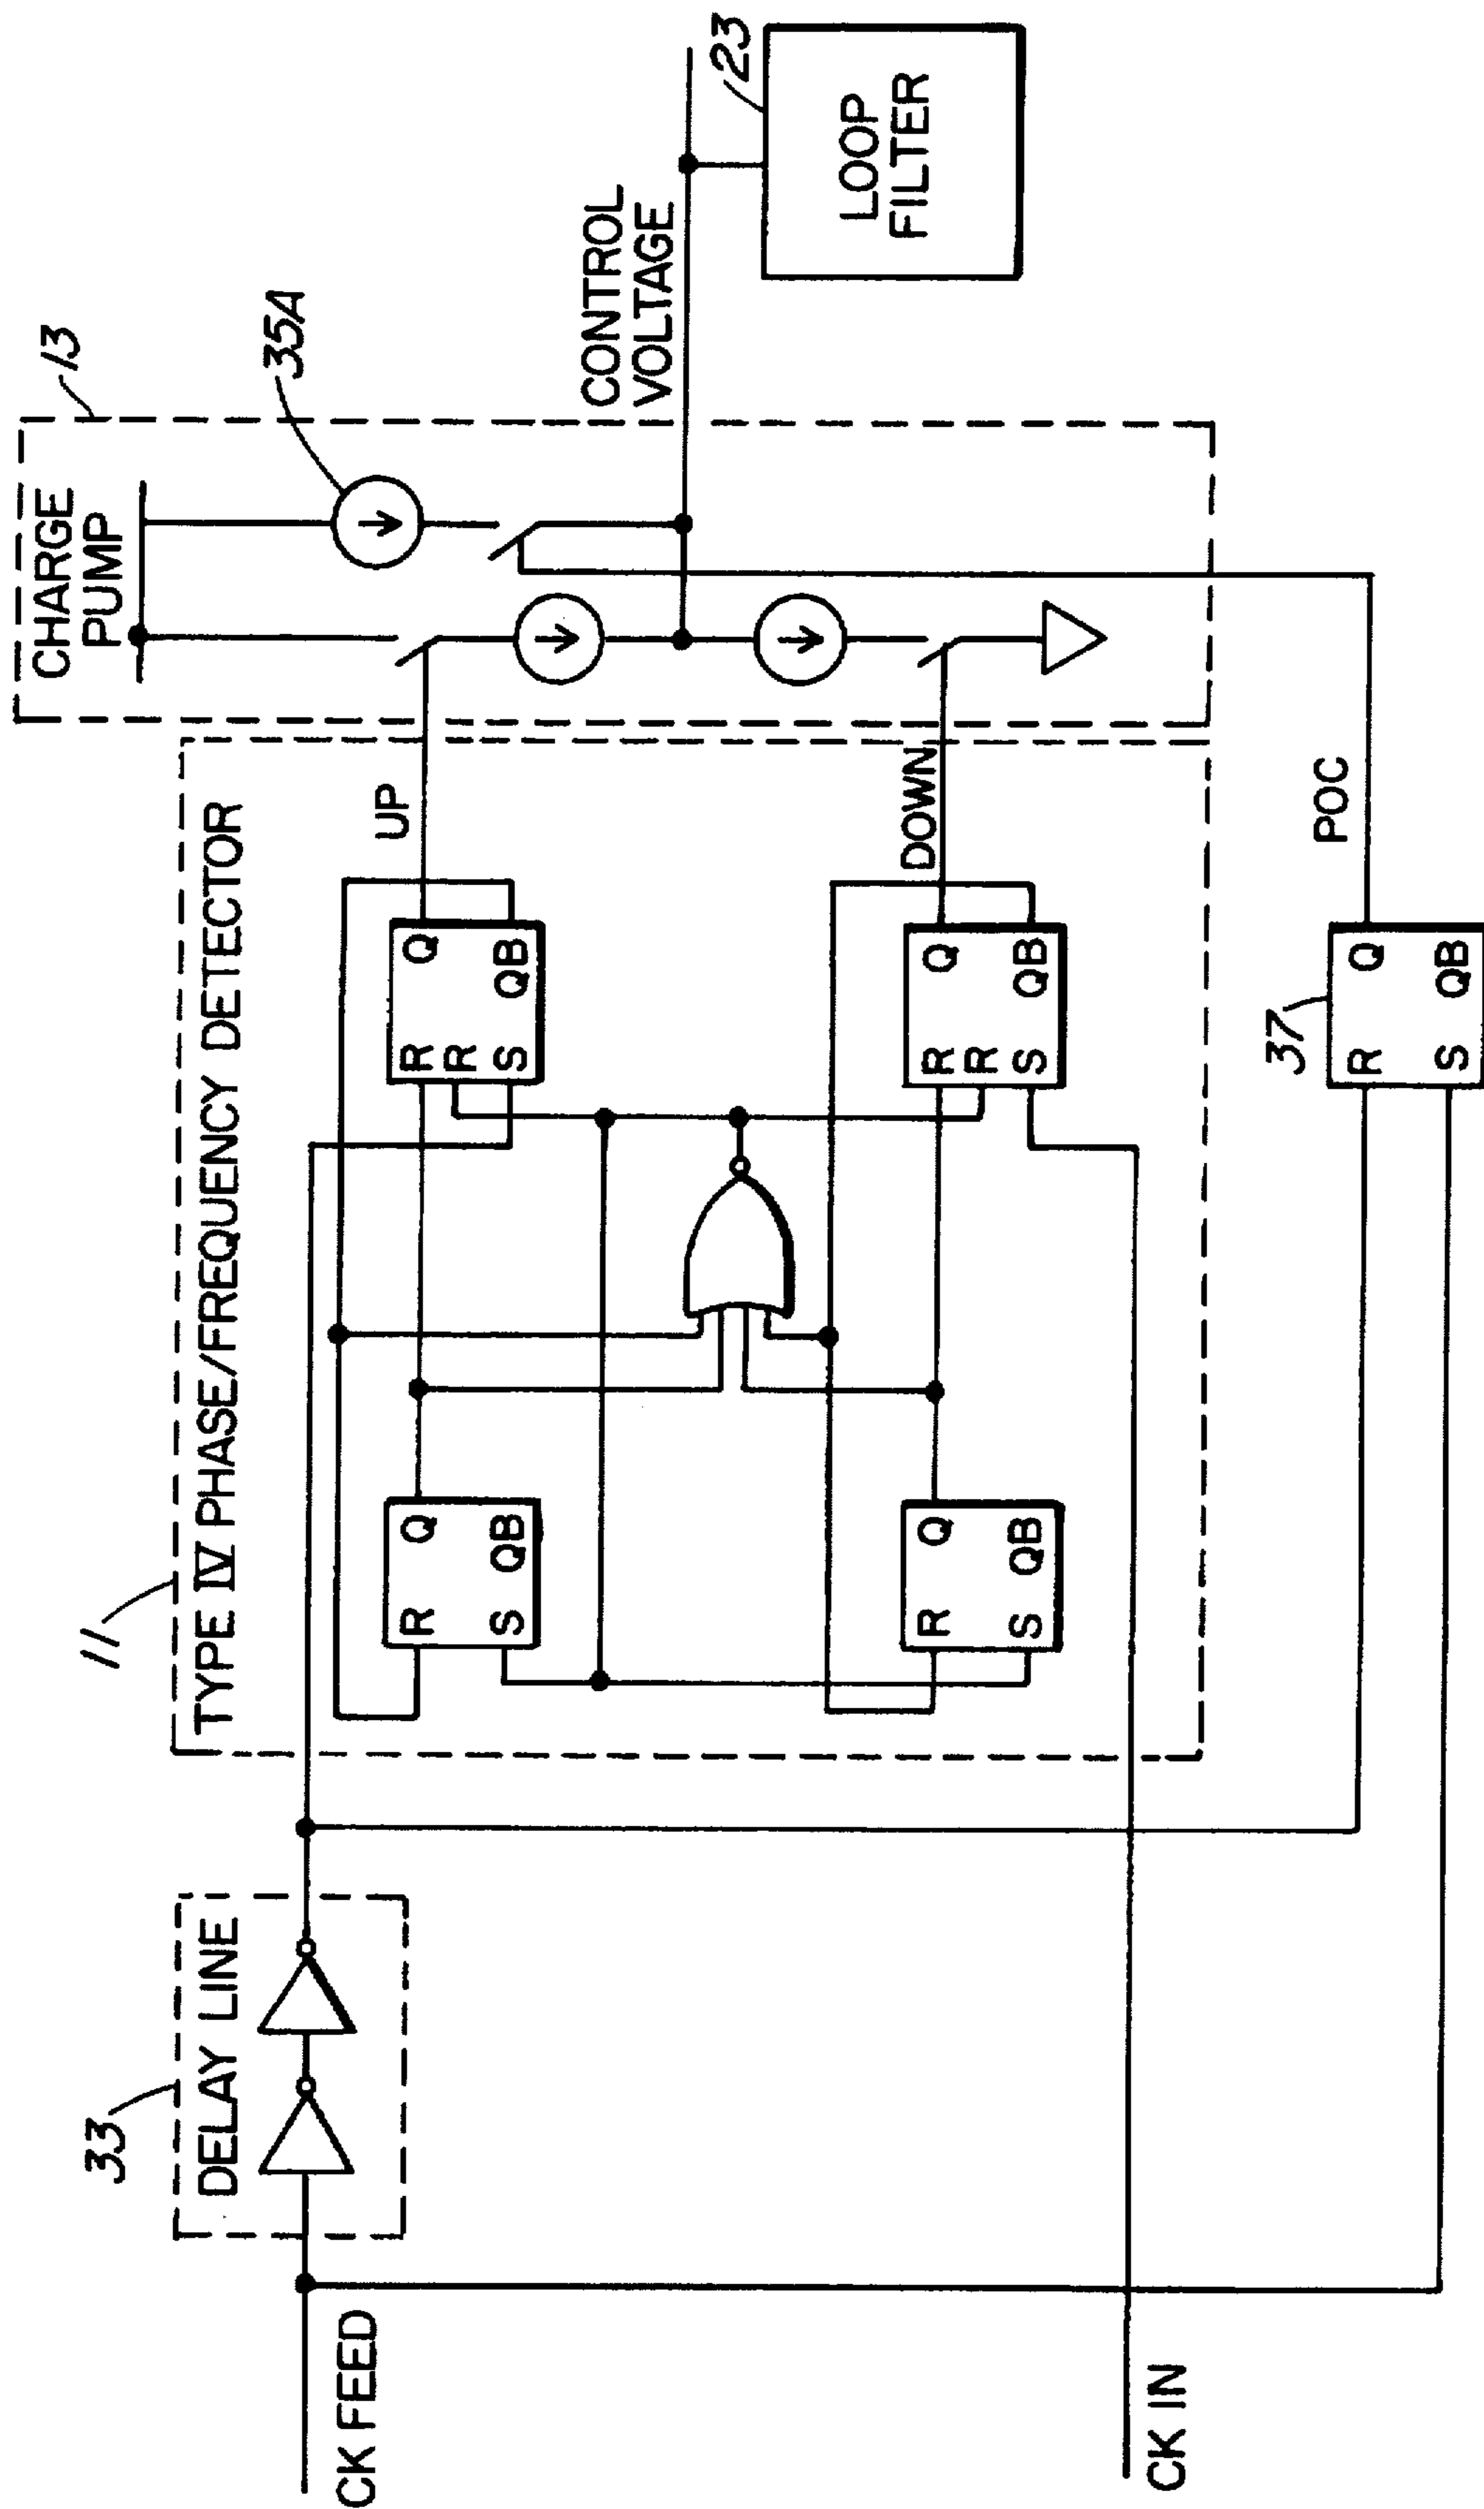 33
DELAY LINE
CK FEED
CK IN
11
TYPE IV PHASE/FREQUENCY DETECTOR
R Q
S QB
R Q
S QB
R Q
R
S QB
R Q
R
S QB
UP
DOWN
37
R Q
S QB
POC
13
CHARGE
PUMP
35A
CONTROL
VOLTAGE
23
LOOP
FILTER